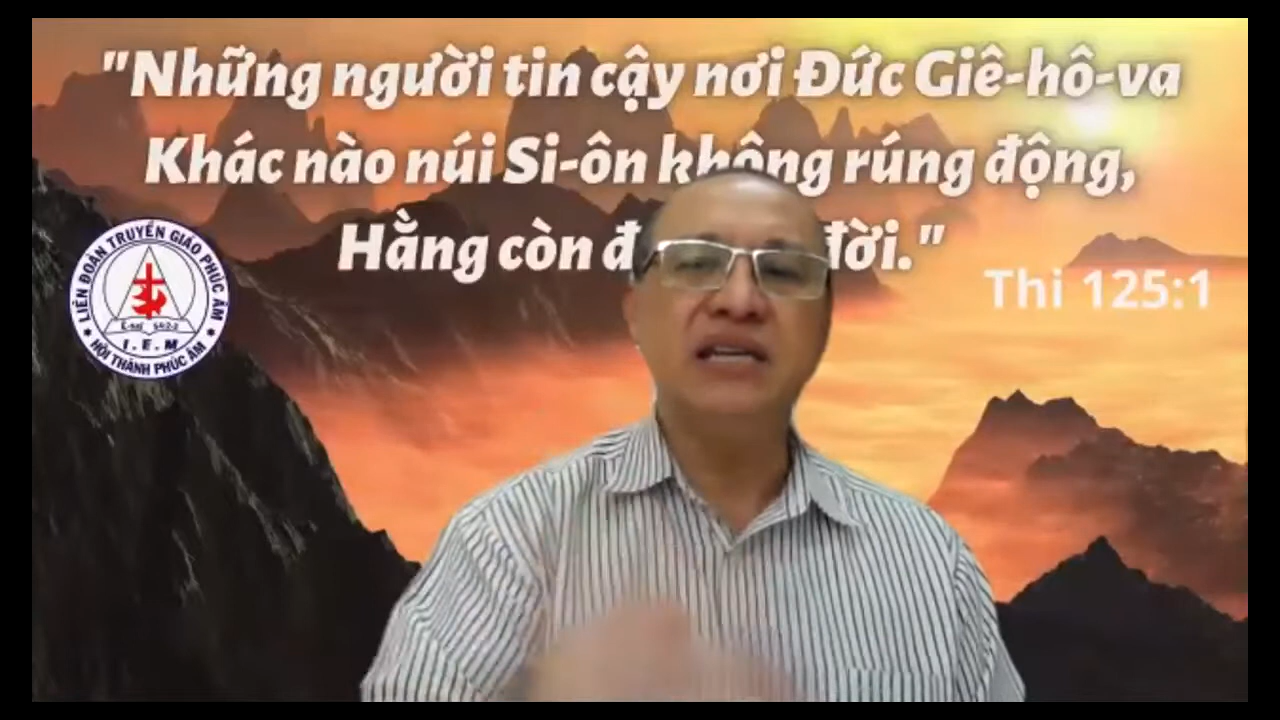 "Những người tin cậy nơi Đức Giê-hô-va
Khác nào núi Si-ôn không rúng động,
Hằng còn đời."
Thi 125:1
LIÊN ĐOÀN TRUYỀN GIÁO PHÚC ÂM
I.E.M
HỘI THÁNH PHÚC ÂM